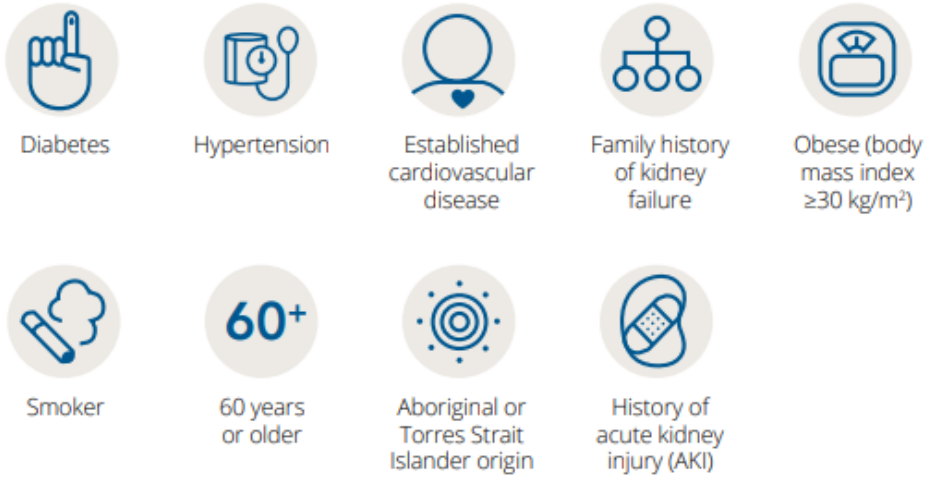 Diabetes
Hypertension
Established
cardiovascular
disease
Family history
of kidney
failure
Obese (body
mass index
≥30 kg/m²)
Smoker
60+
60 years
or older
Aboriginal or
Torres Strait
Islander origin
History of
acute kidney
injury (AKI)